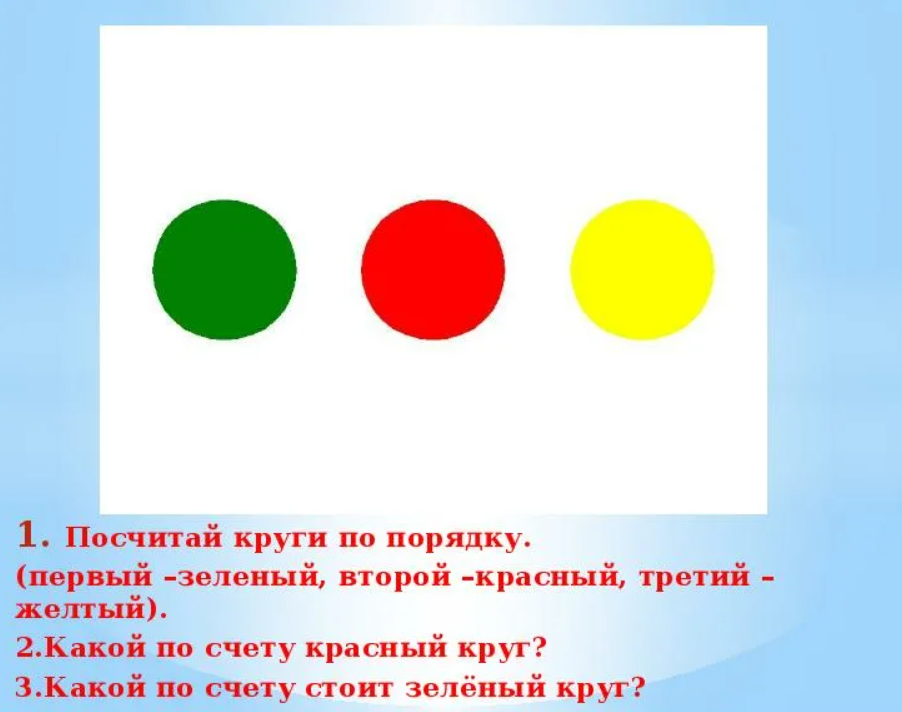 1. Посчитай круги по порядку.
(первый –зеленый, второй –красный, третий –
желтый).
2.Какой по счету красный круг?
3.Какой по счету стоит зелёный круг?